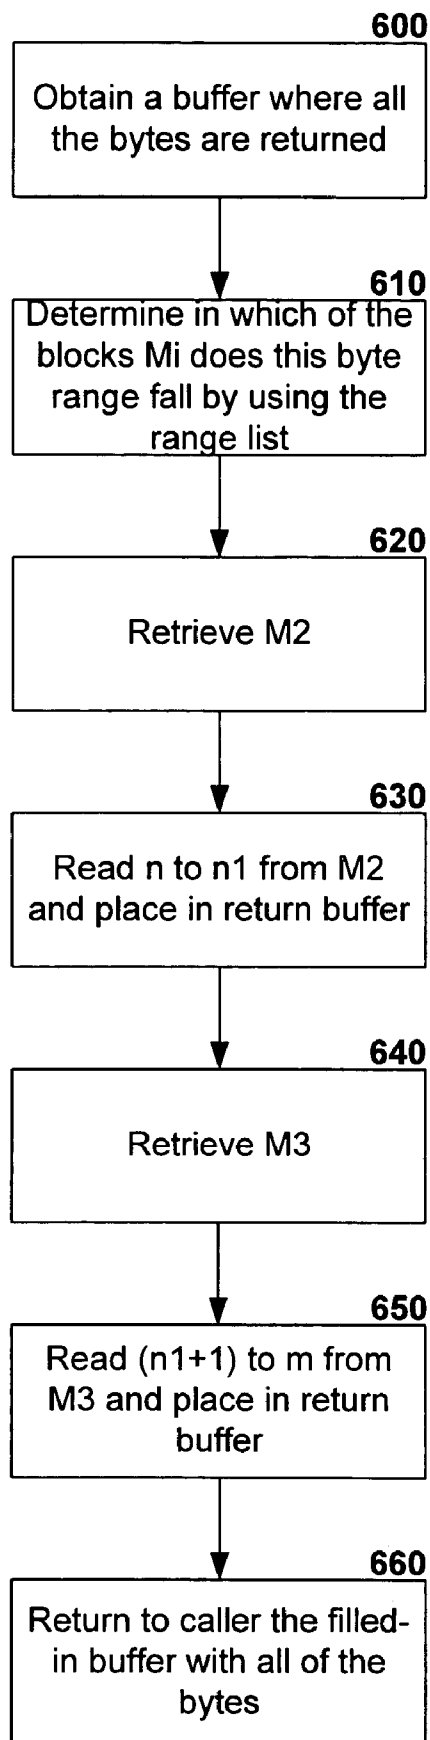 600
Obtain a buffer where all
the bytes are returned
610
Determine in which of the
blocks Mi does this byte
range fall by using the
range list
620
Retrieve M2
630
Read n to n1 from M2
and place in return buffer
640
Retrieve M3
650
Read (n1+1) to m from
M3 and place in return
buffer
660
Return to caller the filled-
in buffer with all of the
bytes